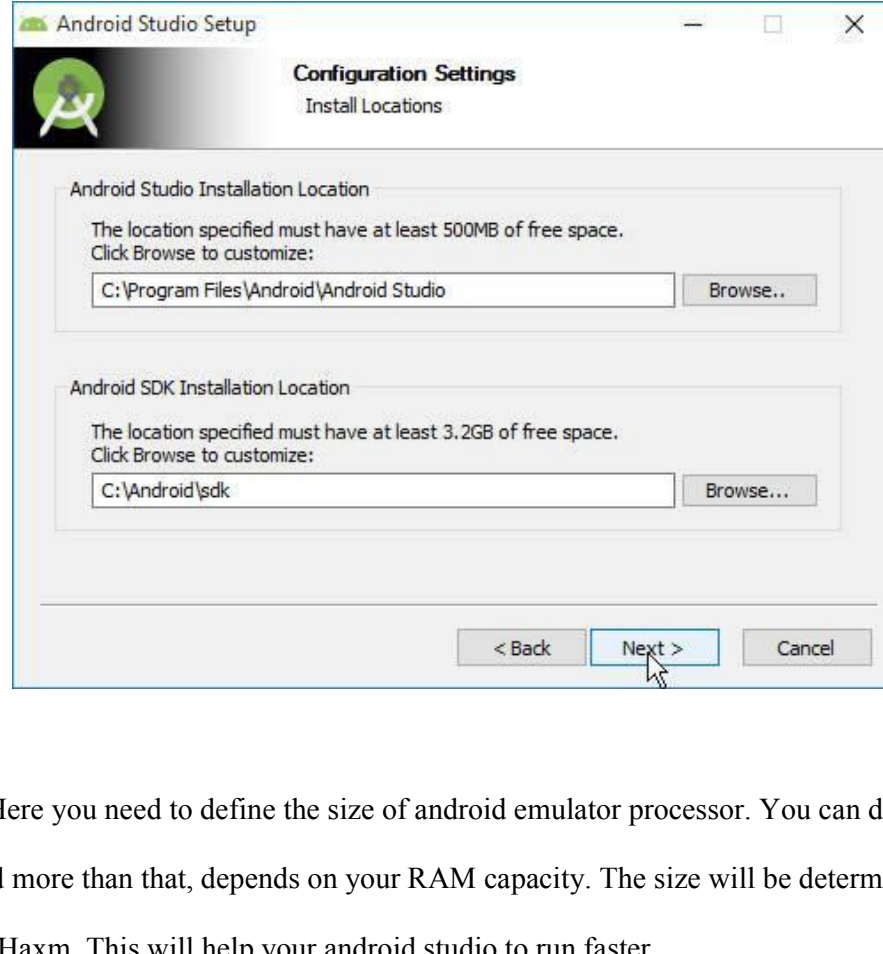 Android Studio Setup
Configuration Settings
Install Locations
Android Studio Installation Location
The location specified must have at least 500MB of free space.
Click Browse to customize:
C:\Program Files\Android\Android Studio
Browse..
Android SDK Installation Location
The location specified must have at least 3.2GB of free space.
Click Browse to customize:
C:\Android\sdk
Browse...
< Back
Next >
Cancel
Here you need to define the size of android emulator processor. You can
more than that, depends on your RAM capacity. The size will be
Haxm. This will help your android studio to run faster